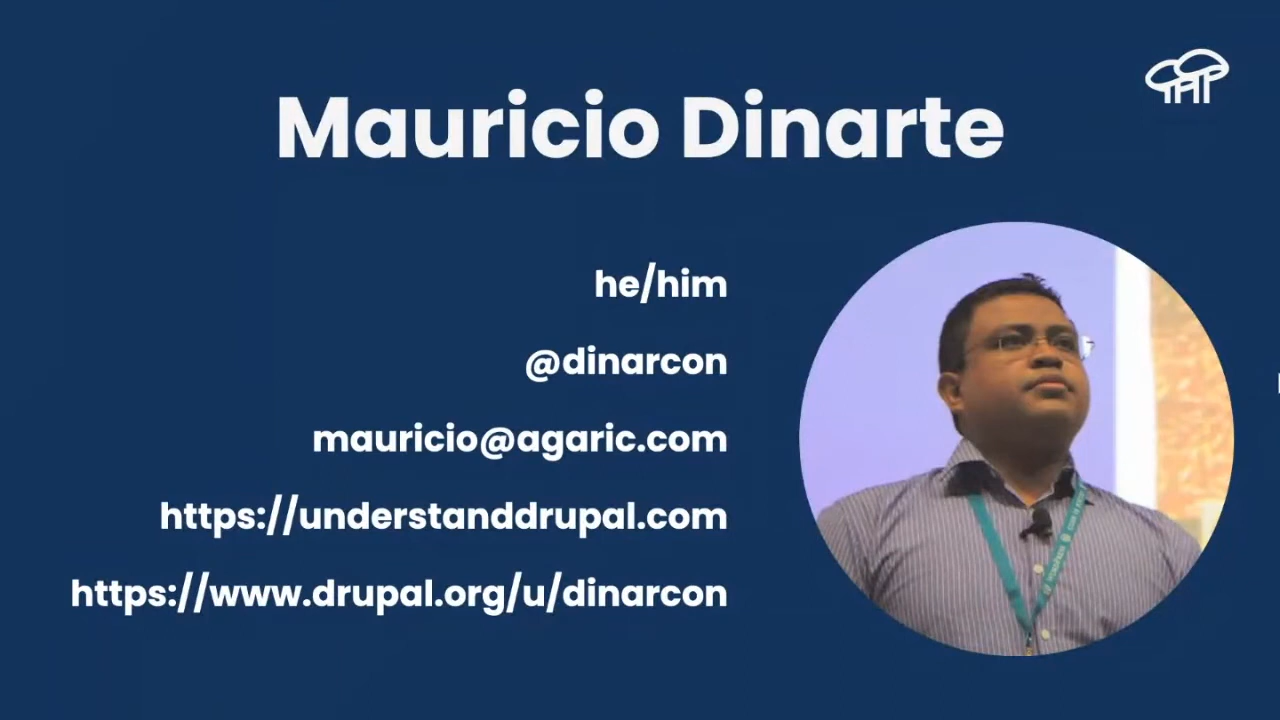 Mauricio Dinarte
he/him
@dinarcon
mauricio@agaric.com
https://understanddrupal.com
https://www.drupal.org/u/dinarcon